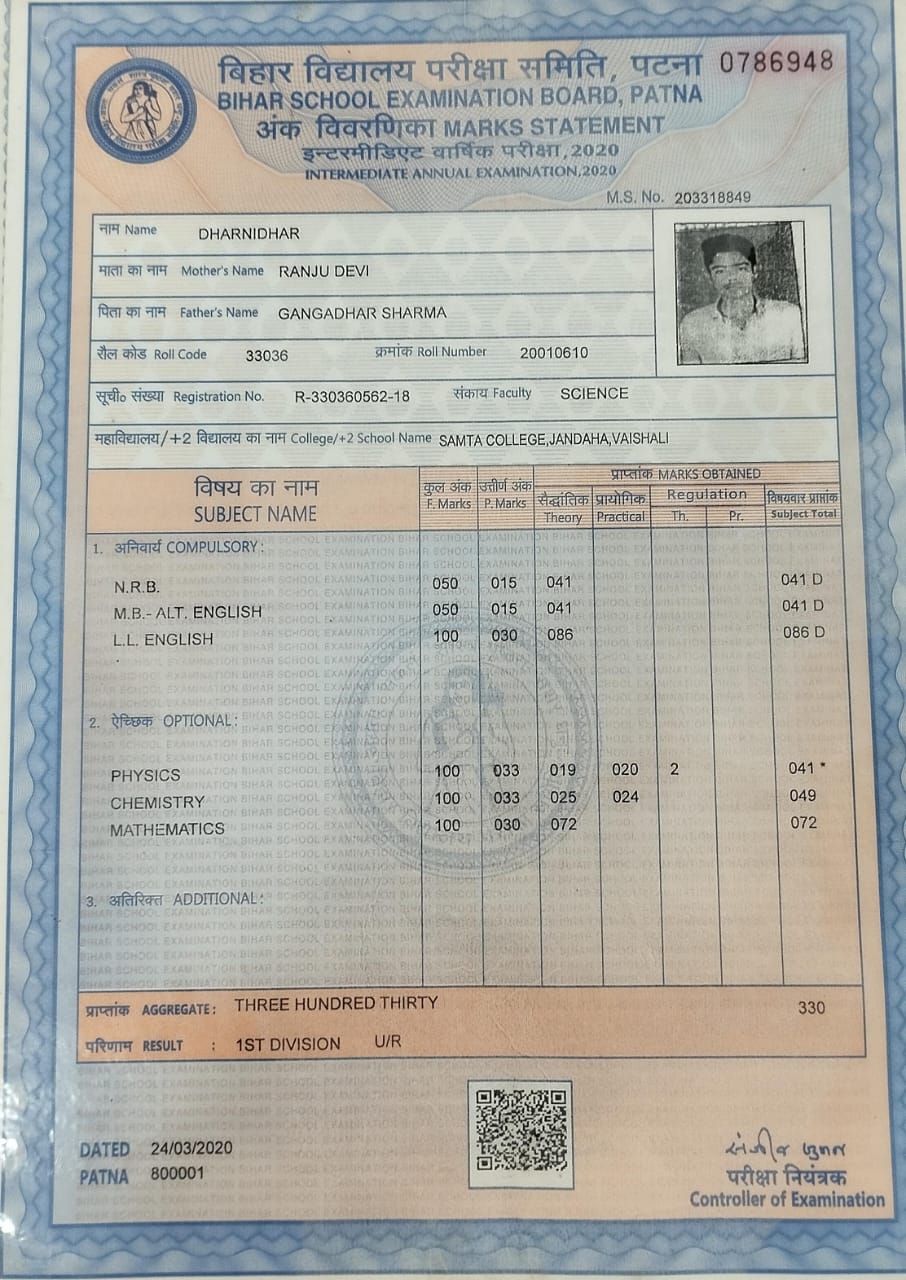 बिहार विद्यालय परीक्षा समिति, पटना 0786948
BIHAR SCHOOL EXAMINATION BOARD, PATNA
अंक विवरणिका MARKS STATEMENT
इन्टरमीडिएट वार्षिक परीक्षा, 2020
INTERMEDIATE ANNUAL EXAMINATION, 2020
M.S. No. 203318849
नाम Name DHARNIDHAR
माता का नाम Mother's Name RANJU DEVI
पिता का नाम Father's Name GANGADHAR SHARMA
रौल कोड Roll Code 33036 क्रमांक Roll Number 20010610
सूची० संख्या Registration No. R-330360562-18 संकाय Faculty SCIENCE
महाविद्यालय/+2 विद्यालय का नाम College/+2 School Name SAMTA COLLEGE,JANDAHA,VAISHALI
विषय का नाम कुल अंक उत्तीर्ण अंक प्राप्तांक MARKS OBTAINED
SUBJECT NAME F. Marks P. Marks सैद्धांतिक प्रायोगिक Regulation विषयवार प्राप्तांक
Theory Practical Th. Pr. Subject Total
1. अनिवार्य COMPULSORY:
N.R.B. 050 015 041 041 D
M.B.- ALT. ENGLISH 050 015 041 041 D
L.L. ENGLISH 100 030 086 086 D
2. ऐच्छिक OPTIONAL:
PHYSICS 100 033 019 020 2 041 *
CHEMISTRY 100 033 025 024 049
MATHEMATICS 100 030 072 072
3. अतिरिक्त ADDITIONAL:
प्राप्तांक AGGREGATE: THREE HUNDRED THIRTY 330
परिणाम RESULT : 1ST DIVISION U/R
DATED 24/03/2020
PATNA 800001
परीक्षा नियंत्रक
Controller of Examination